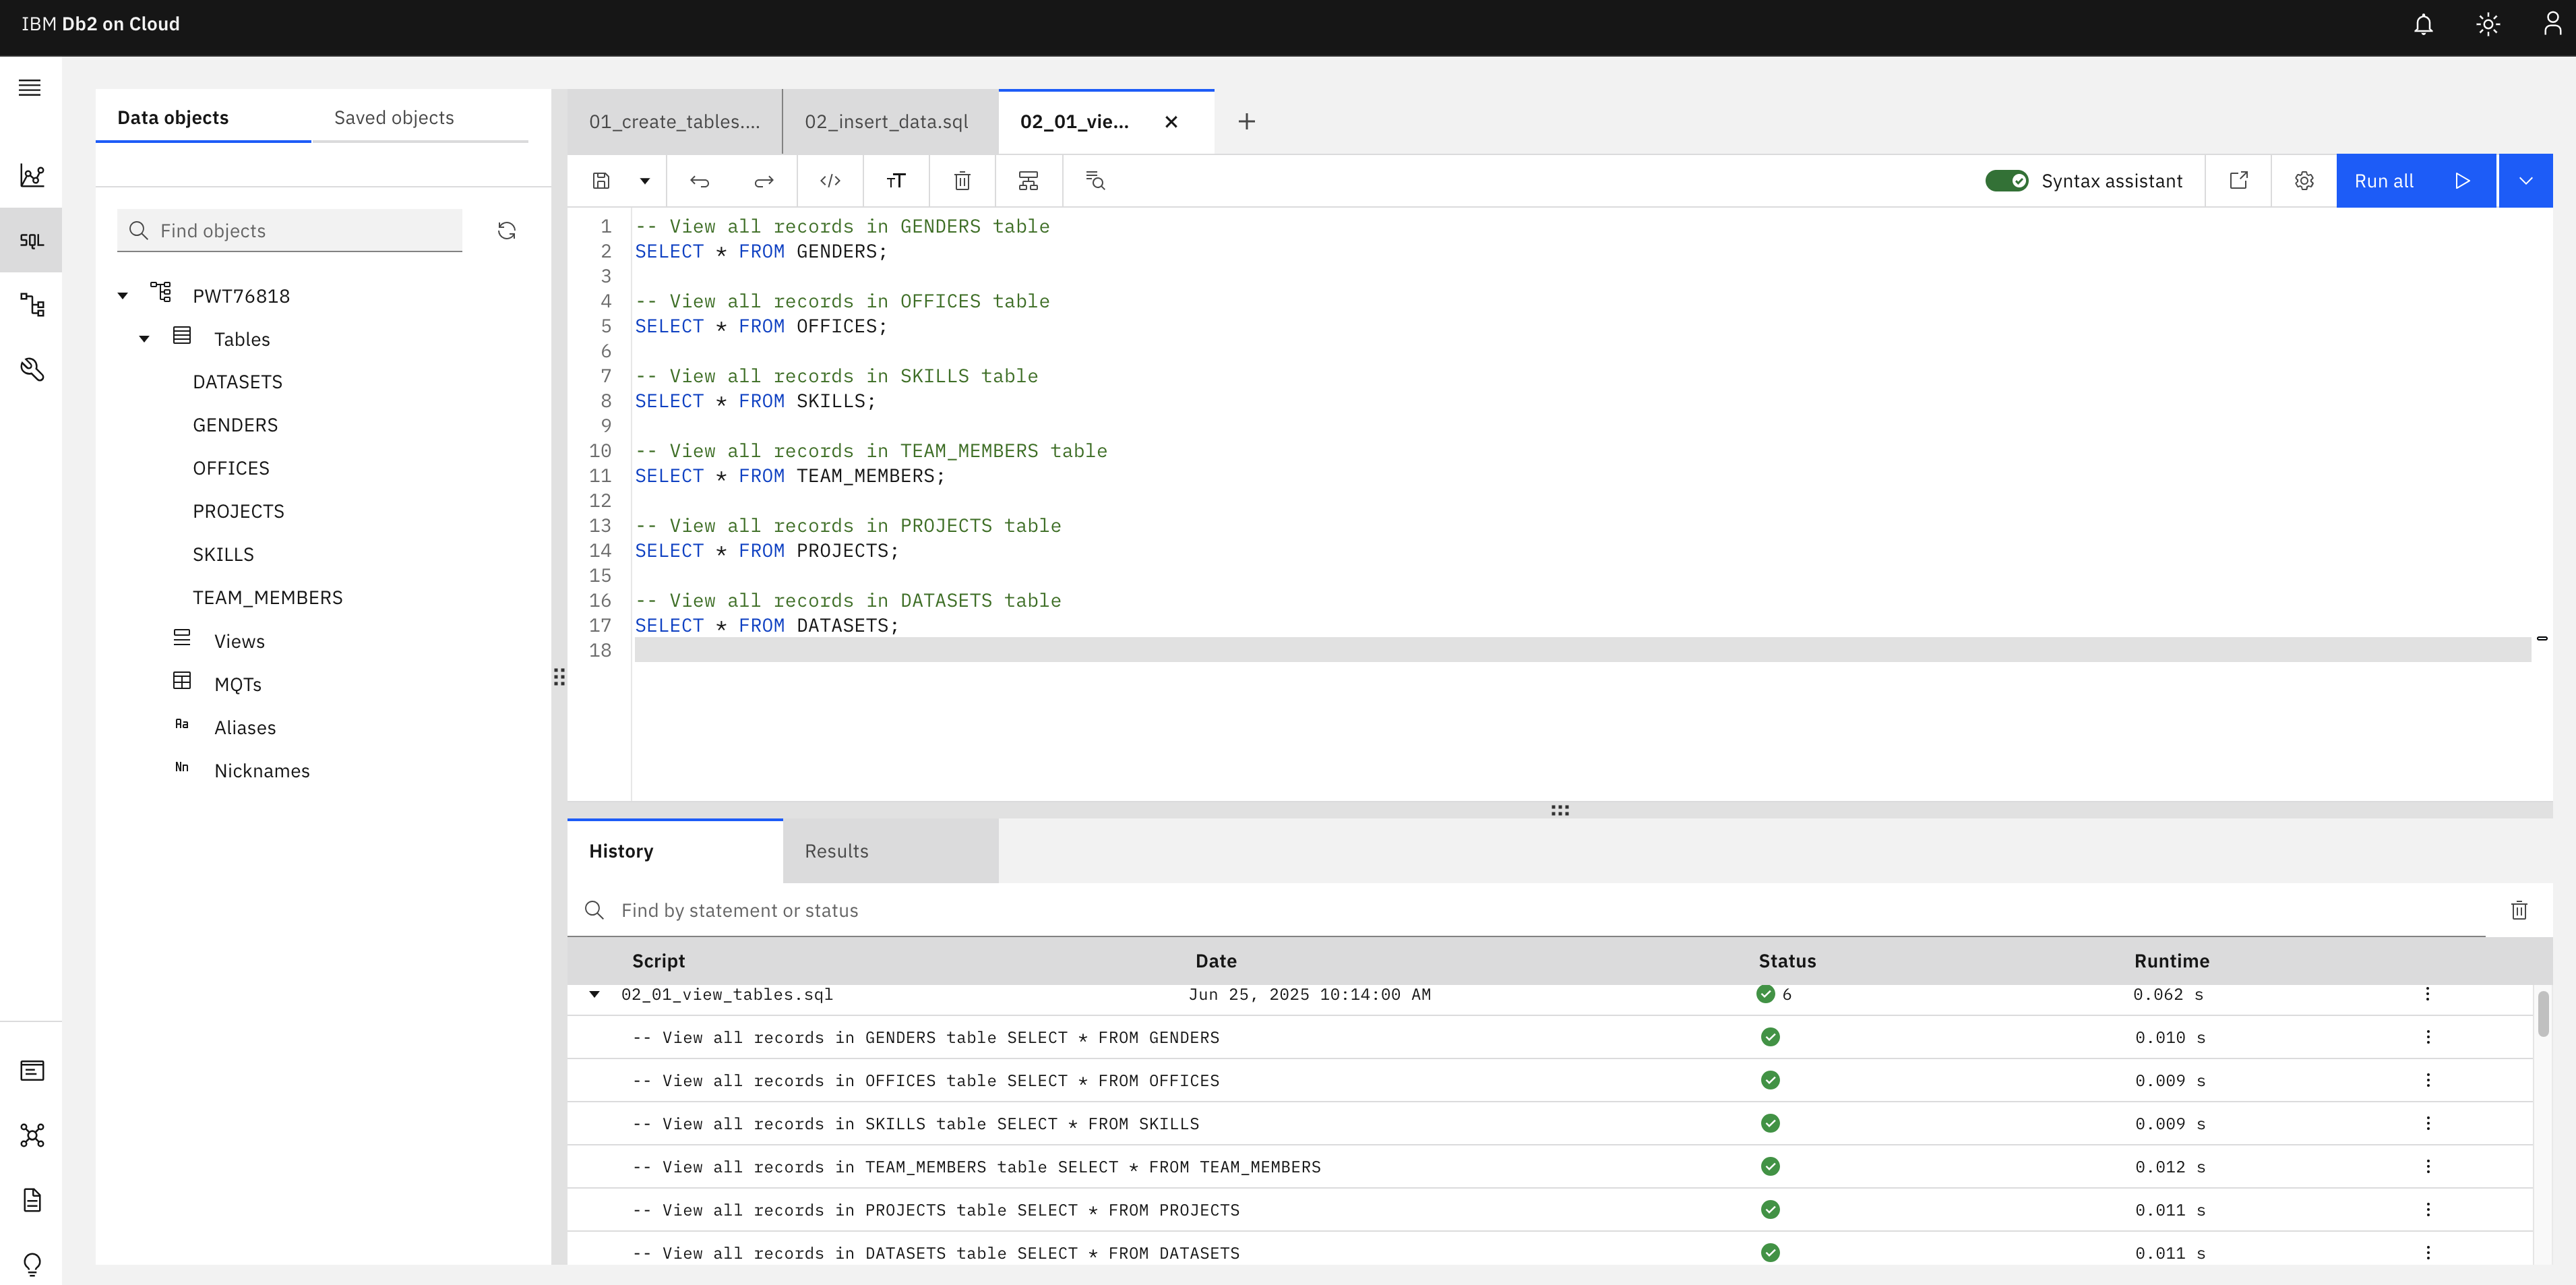 IBM Db2 on Cloud
Data objects
Saved objects
Find objects
SQL
PWT76818
Tables
DATASETS
GENDERS
OFFICES
PROJECTS
SKILLS
TEAM_MEMBERS
Views
MQTs
Aa Aliases
Nn Nicknames
01_create_tables....
02_insert_data.sql
02_01_vie...
</>
TT
Syntax assistant
Run all
1 -- View all records in GENDERS table
2 SELECT * FROM GENDERS;
3
4 -- View all records in OFFICES table
5 SELECT * FROM OFFICES;
6
7 -- View all records in SKILLS table
8 SELECT * FROM SKILLS;
9
10 -- View all records in TEAM_MEMBERS table
11 SELECT * FROM TEAM_MEMBERS;
12
13 -- View all records in PROJECTS table
14 SELECT * FROM PROJECTS;
15
16 -- View all records in DATASETS table
17 SELECT * FROM DATASETS;
18
History
Results
Find by statement or status
Script Date Status Runtime
02_01_view_tables.sql Jun 25, 2025 10:14:00 AM 6 0.062 s
-- View all records in GENDERS table SELECT * FROM GENDERS 0.010 s
-- View all records in OFFICES table SELECT * FROM OFFICES 0.009 s
-- View all records in SKILLS table SELECT * FROM SKILLS 0.009 s
-- View all records in TEAM_MEMBERS table SELECT * FROM TEAM_MEMBERS 0.012 s
-- View all records in PROJECTS table SELECT * FROM PROJECTS 0.011 s
-- View all records in DATASETS table SELECT * FROM DATASETS 0.011 s